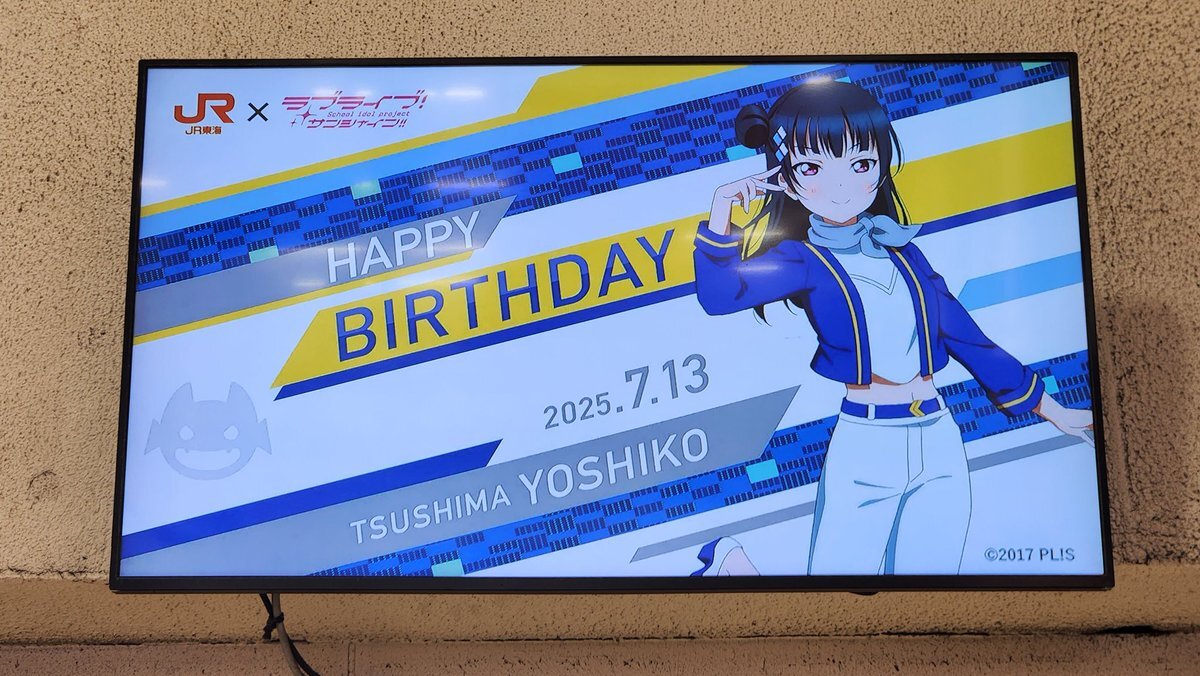 JR
JR東海
×
ラブライブ!
School idol project
サンシャイン!!
HAPPY
BIRTHDAY
2025.7.13
TSUSHIMA YOSHIKO
©2017 PL!S